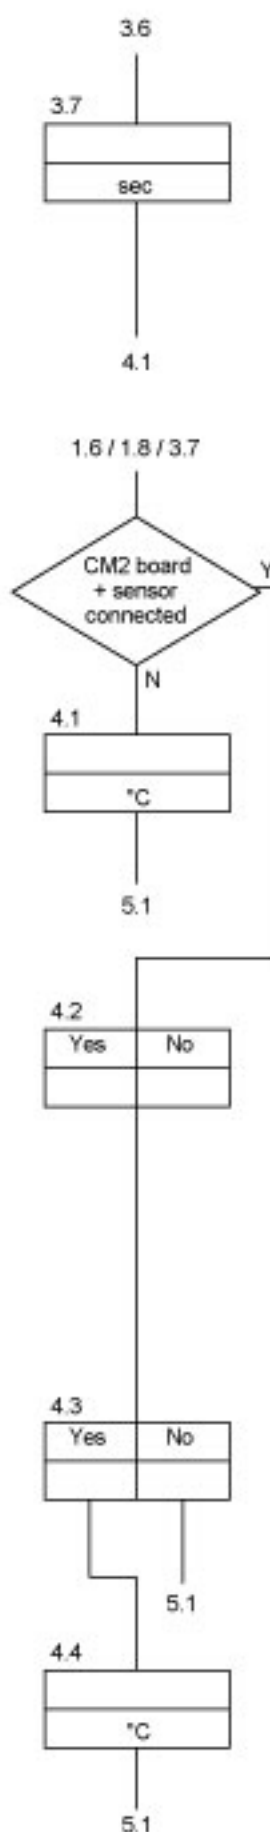 3.6
3.7
sec
4.1
1.6 / 1.8 / 3.7
CM2 board
+ sensor
connected
Y
N
4.1
°C
5.1
4.2
Yes No
4.3
Yes No
5.1
4.4
°C
5.1